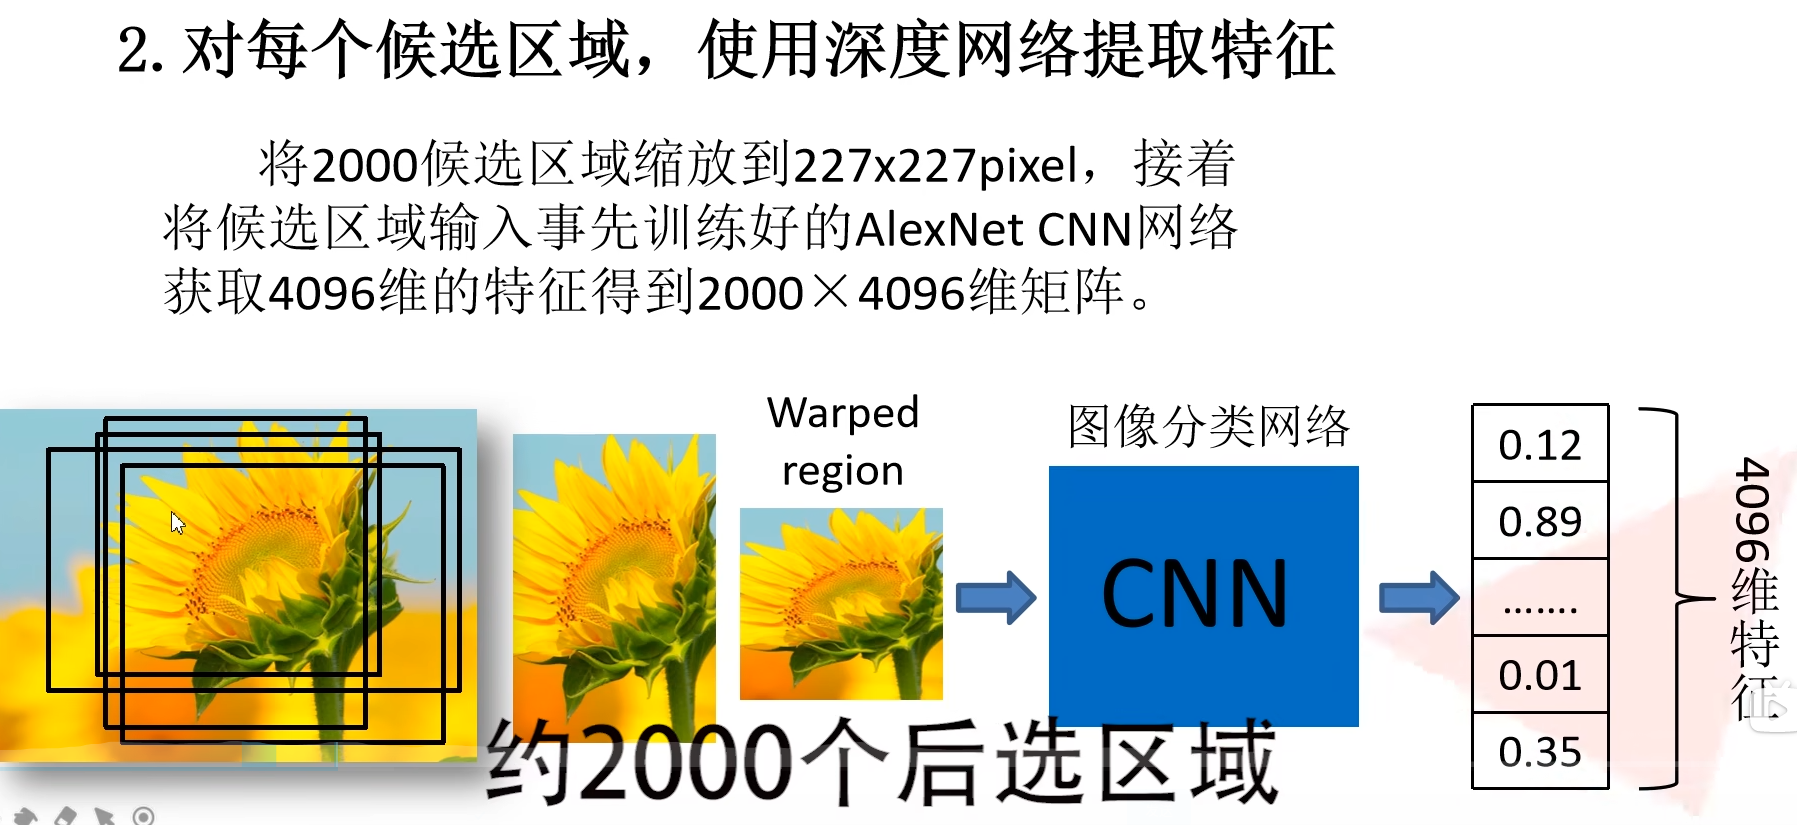 2. 对每个候选区域，使用深度网络提取特征
将2000候选区域缩放到227x227pixel，接着
将候选区域输入事先训练好的AlexNet CNN网络
获取4096维的特征得到2000×4096维矩阵。
Warped
region
图像分类网络
CNN
0.12
0.89
.......
0.01
0.35
4096维特征
约2000个后选区域